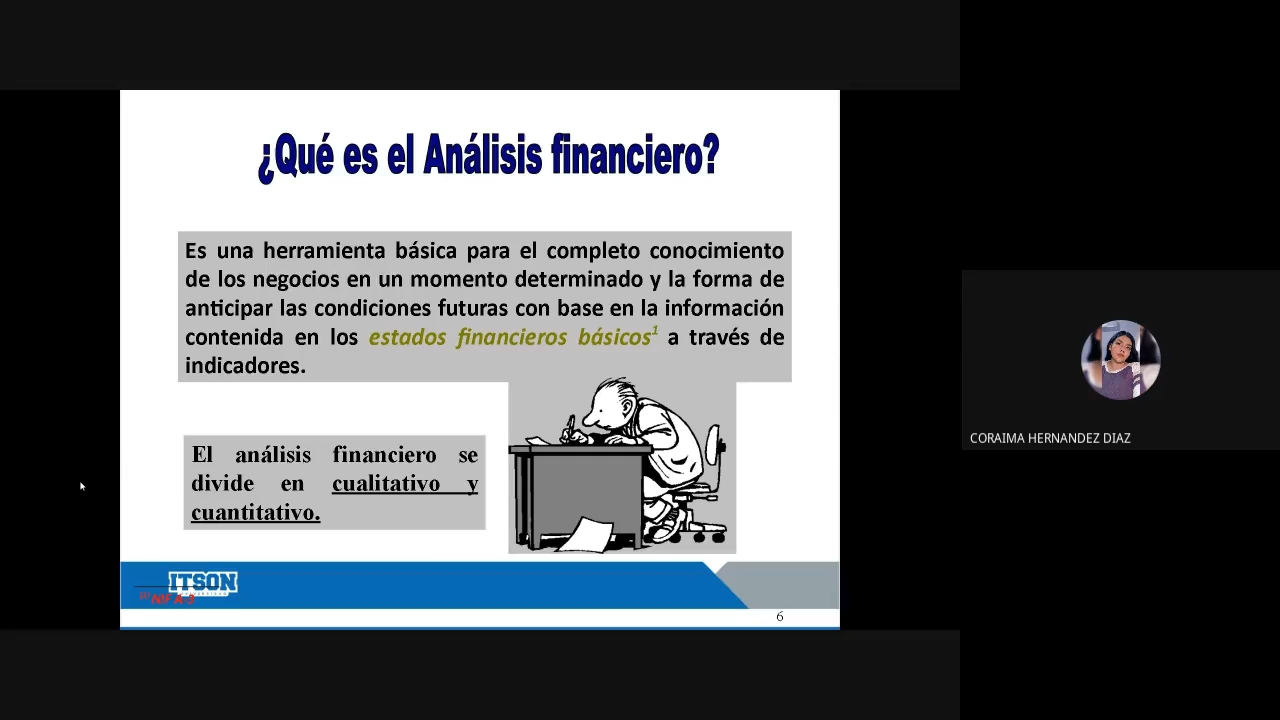 ¿Qué es el Análisis financiero?
Es una herramienta básica para el completo conocimiento
de los negocios en un momento determinado y la forma de
anticipar las condiciones futuras con base en la información
contenida en los estados financieros básicos¹ a través de
indicadores.
El análisis financiero se
divide en cualitativo y
cuantitativo.
ITSON
NIF A-3
6
CORAIMA HERNANDEZ DIAZ